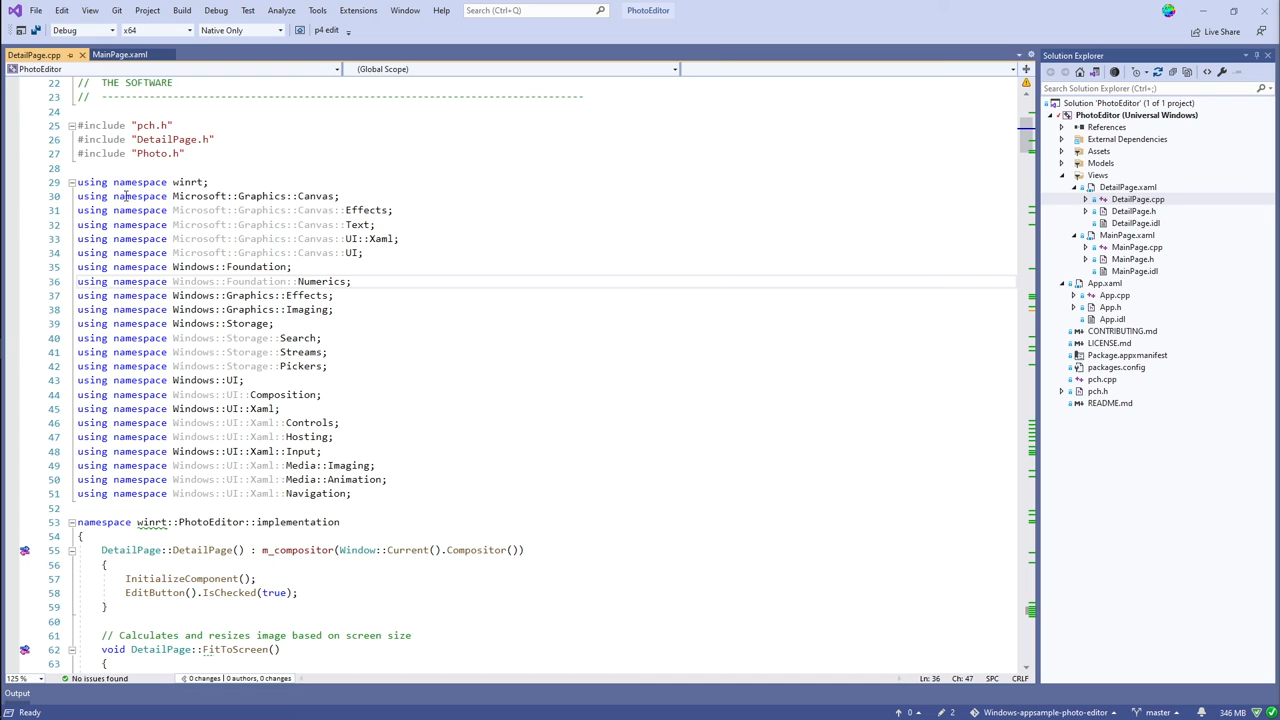 File Edit View Git Project Build Debug Test Analyze Tools Extensions Window Help Search (Ctrl+Q) PhotoEditor
Debug x64 Native Only p4 edit Live Share
DetailPage.cpp MainPage.xaml Solution Explorer
PhotoEditor (Global Scope)
Search Solution Explorer (Ctrl+;)
22 // THE SOFTWARE
23 // ---------------------------------------------------------------------------------
24
25 #include "pch.h"
26 #include "DetailPage.h"
27 #include "Photo.h"
28
29 using namespace winrt;
30 using namespace Microsoft::Graphics::Canvas;
31 using namespace Microsoft::Graphics::Canvas::Effects;
32 using namespace Microsoft::Graphics::Canvas::Text;
33 using namespace Microsoft::Graphics::Canvas::UI::Xaml;
34 using namespace Microsoft::Graphics::Canvas::UI;
35 using namespace Windows::Foundation;
36 using namespace Windows::Foundation::Numerics;
37 using namespace Windows::Graphics::Effects;
38 using namespace Windows::Graphics::Imaging;
39 using namespace Windows::Storage;
40 using namespace Windows::Storage::Search;
41 using namespace Windows::Storage::Streams;
42 using namespace Windows::Storage::Pickers;
43 using namespace Windows::UI;
44 using namespace Windows::UI::Composition;
45 using namespace Windows::UI::Xaml;
46 using namespace Windows::UI::Xaml::Controls;
47 using namespace Windows::UI::Xaml::Hosting;
48 using namespace Windows::UI::Xaml::Input;
49 using namespace Windows::UI::Xaml::Media::Imaging;
50 using namespace Windows::UI::Xaml::Media::Animation;
51 using namespace Windows::UI::Xaml::Navigation;
52
53 namespace winrt::PhotoEditor::implementation
54 {
55 DetailPage::DetailPage() : m_compositor(Window::Current().Compositor())
56 {
57 InitializeComponent();
58 EditButton().IsChecked(true);
59 }
60
61 // Calculates and resizes image based on screen size
62 void DetailPage::FitToScreen()
63 {
Solution 'PhotoEditor' (1 of 1 project)
PhotoEditor (Universal Windows)
References
External Dependencies
Assets
Models
Views
DetailPage.xaml
DetailPage.cpp
DetailPage.h
DetailPage.idl
MainPage.xaml
MainPage.cpp
MainPage.h
MainPage.idl
App.xaml
App.cpp
App.h
App.idl
CONTRIBUTING.md
LICENSE.md
Package.appxmanifest
packages.config
pch.cpp
pch.h
README.md
125 % No issues found 0 changes | 0 authors, 0 changes Ln: 36 Ch: 47 SPC CRLF
Output
Ready 0 2 Windows-appsample-photo-editor master 346 MB